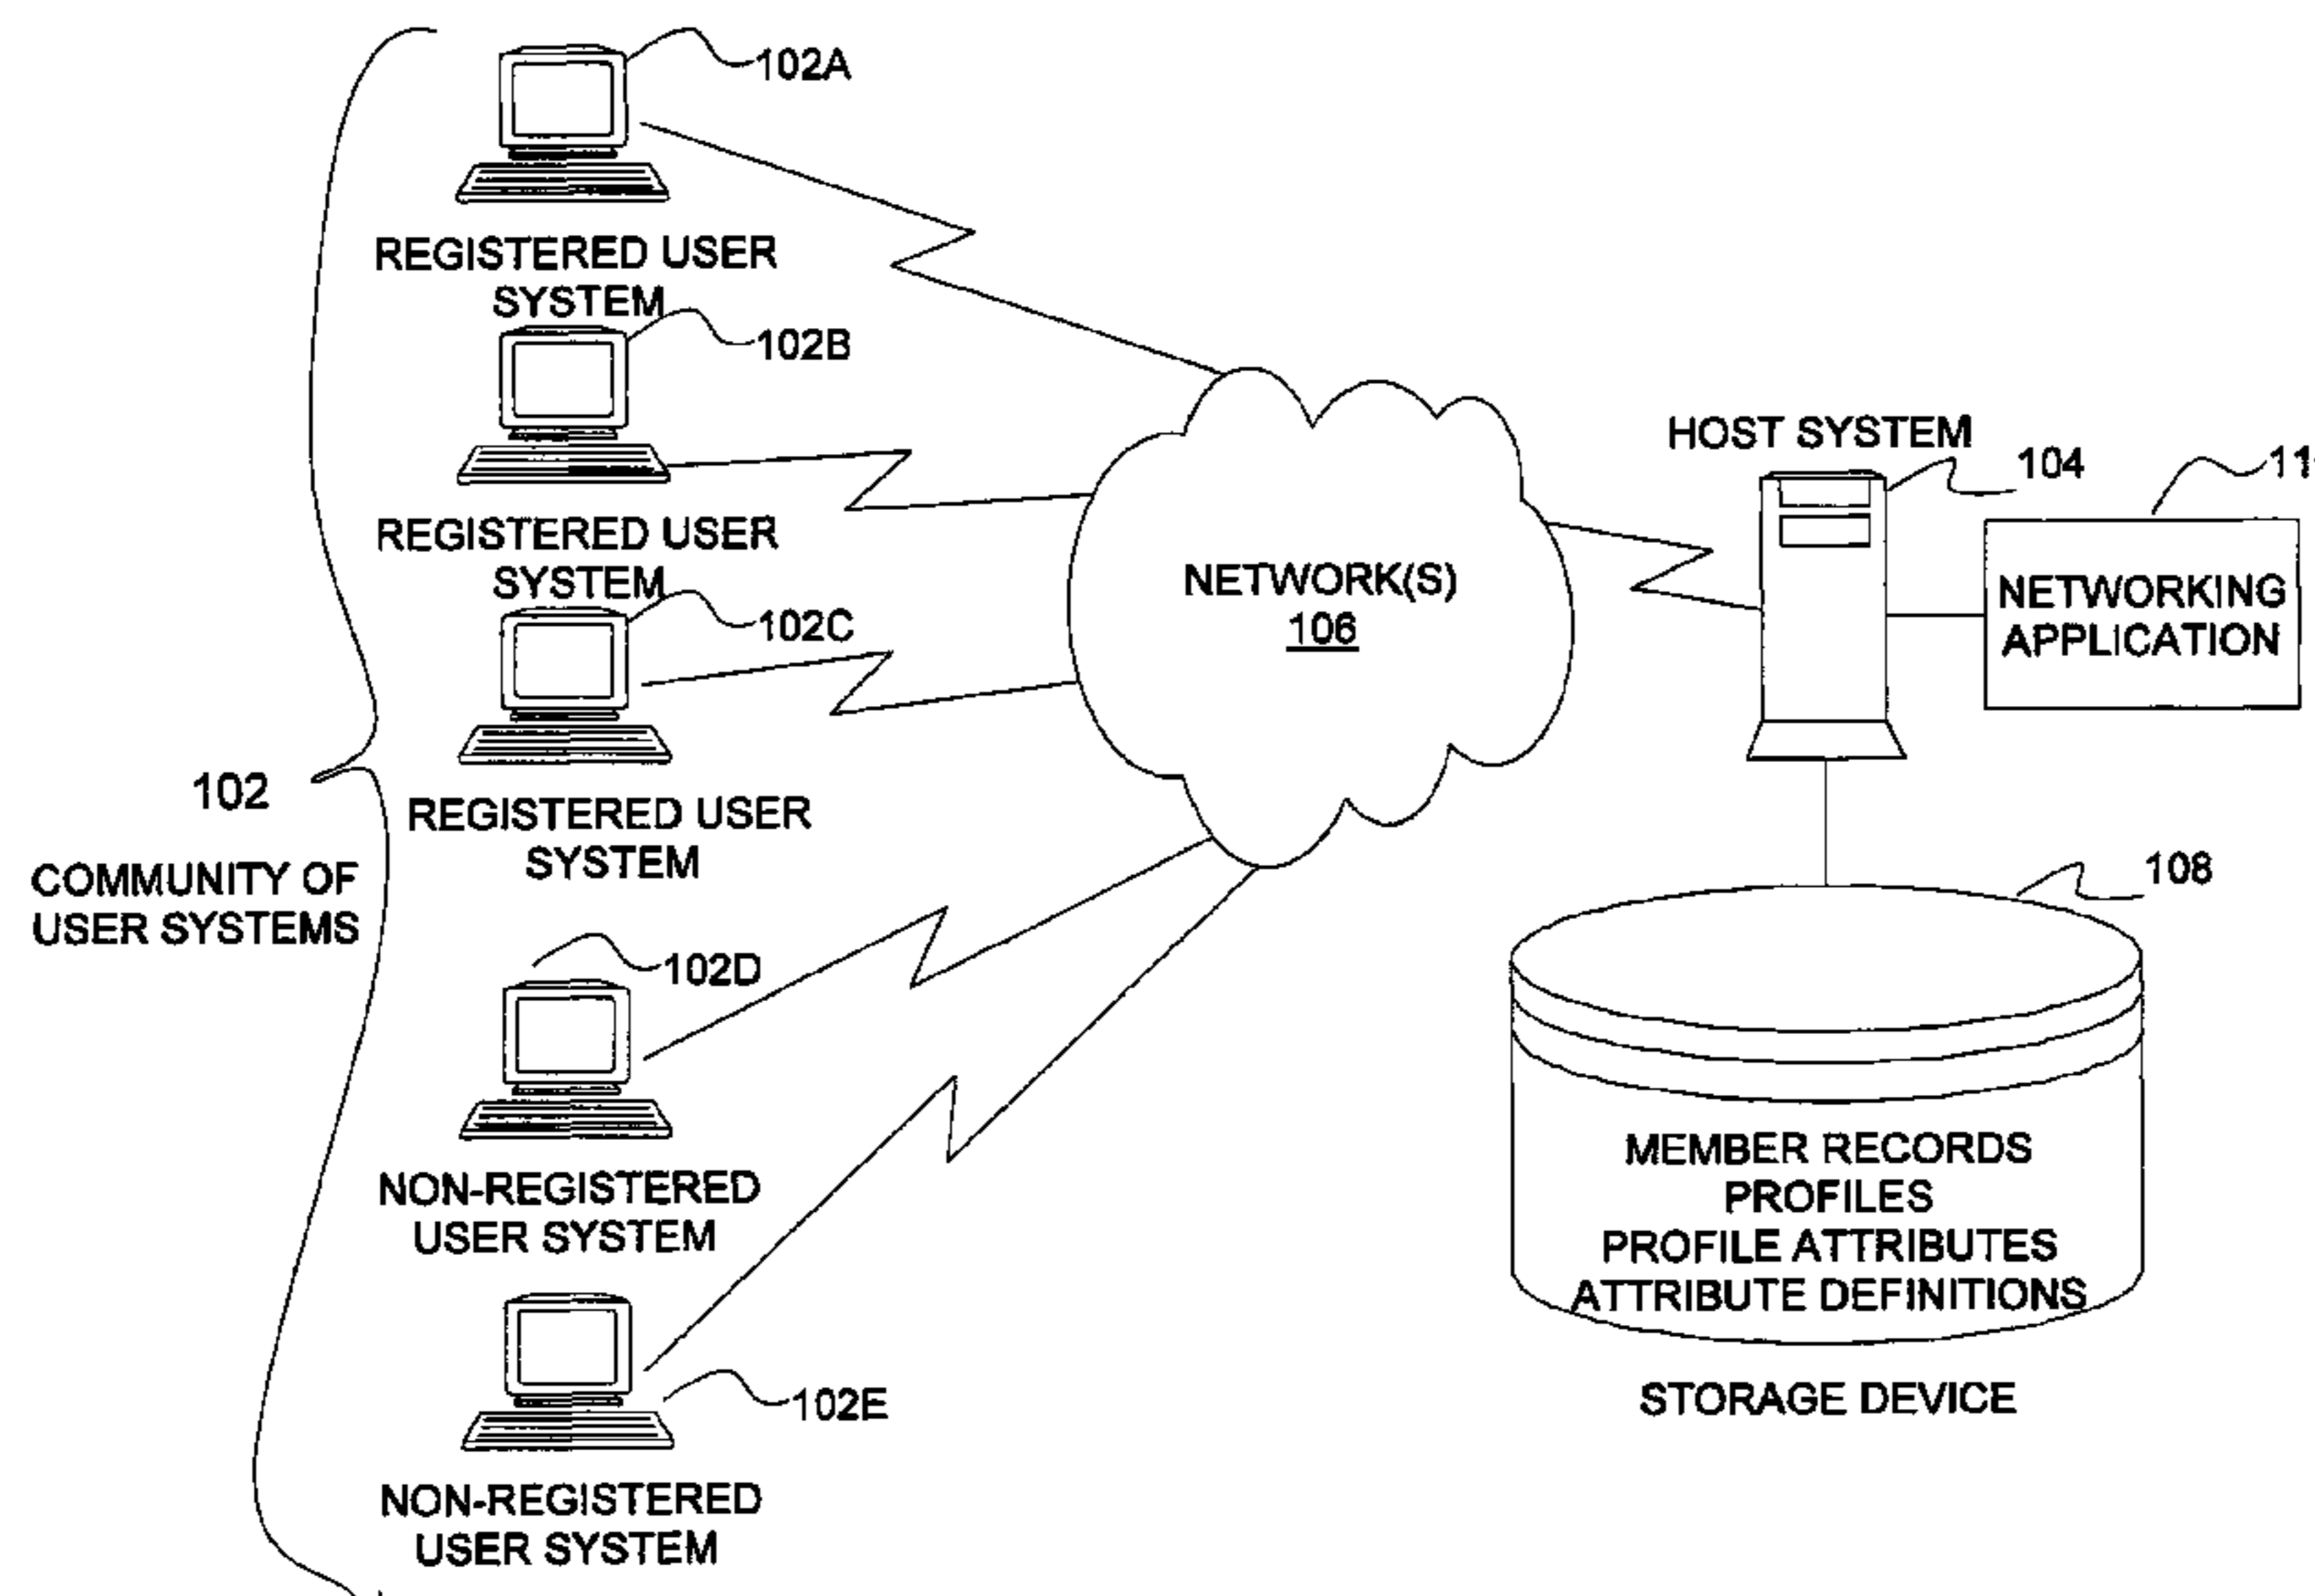 102A
REGISTERED USER
SYSTEM
102B
REGISTERED USER
SYSTEM
102C
REGISTERED USER
SYSTEM
102
COMMUNITY OF
USER SYSTEMS
102D
NON-REGISTERED
USER SYSTEM
102E
NON-REGISTERED
USER SYSTEM
NETWORK(S)
106
HOST SYSTEM
104
NETWORKING
APPLICATION
108
MEMBER RECORDS
PROFILES
PROFILE ATTRIBUTES
ATTRIBUTE DEFINITIONS
STORAGE DEVICE